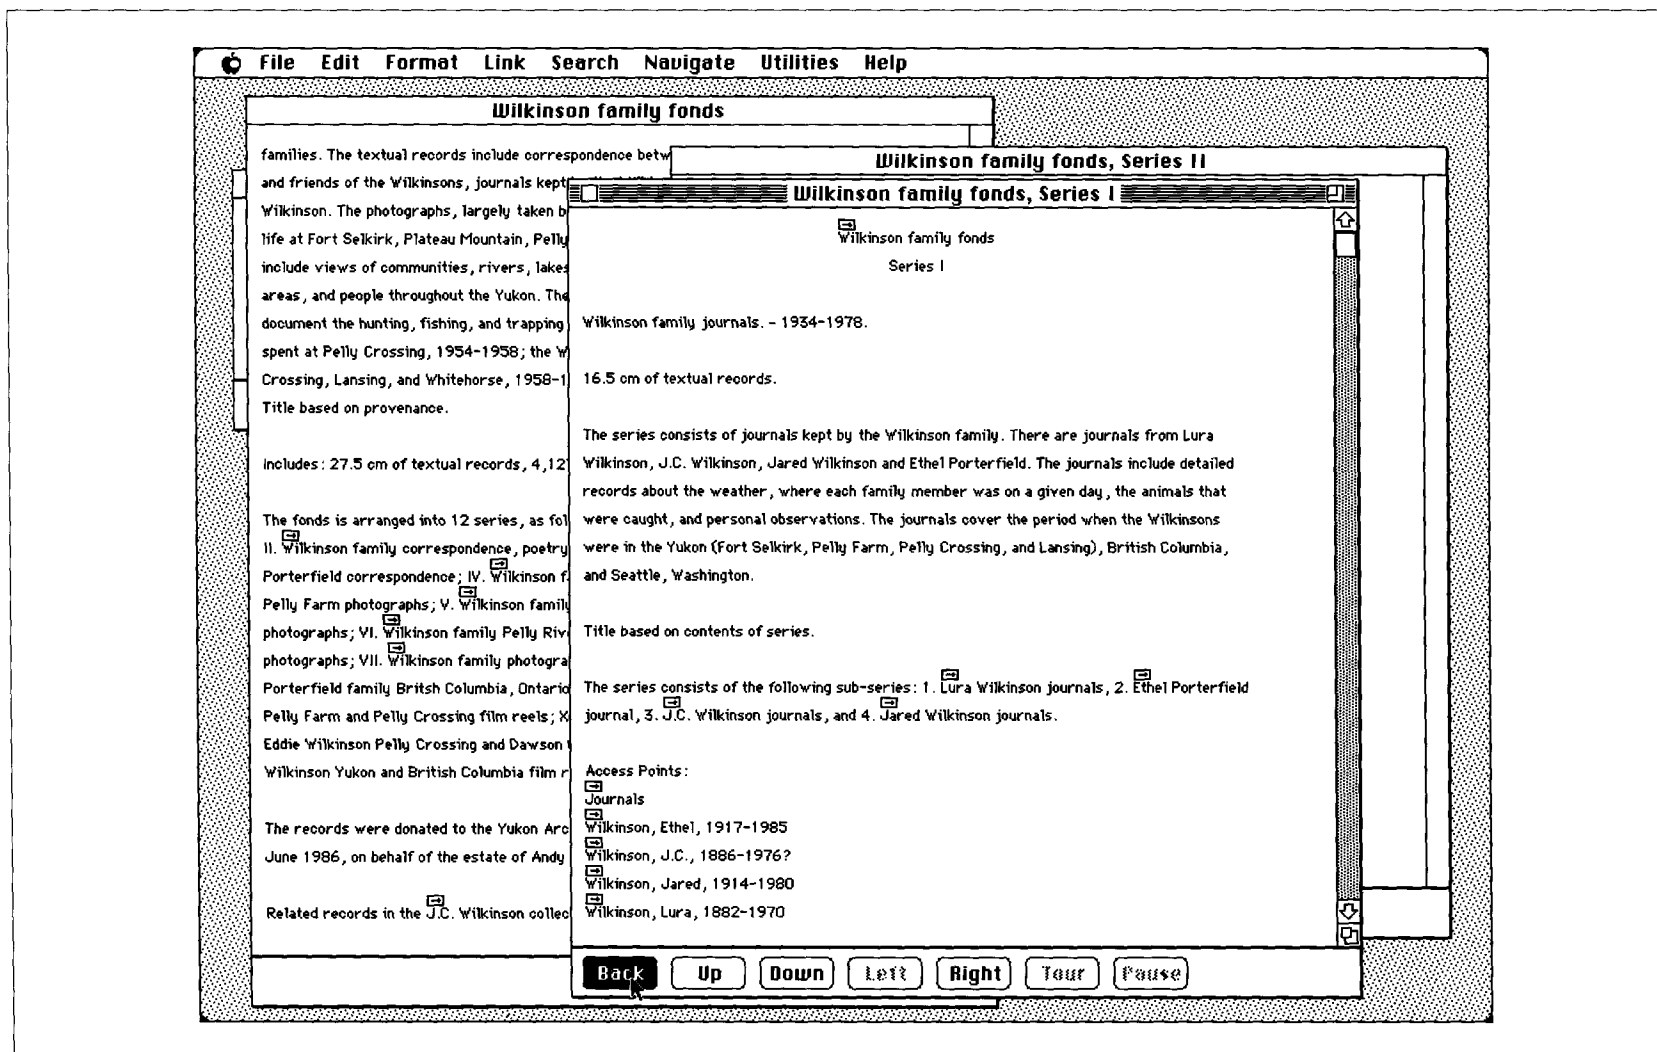 File Edit Format Link Search Navigate Utilities Help
Wilkinson family fonds
families. The textual records include correspondence betw
and friends of the Wilkinsons, journals kept
Wilkinson. The photographs, largely taken b
life at Fort Selkirk, Plateau Mountain, Pelly
include views of communities, rivers, lakes
areas, and people throughout the Yukon. The
document the hunting, fishing, and trapping
spent at Pelly Crossing, 1954-1958; the W
Crossing, Lansing, and Whitehorse, 1958-1
Title based on provenance.
Includes: 27.5 cm of textual records, 4,12
The fonds is arranged into 12 series, as fol
II. Wilkinson family correspondence, poetry
Porterfield correspondence; IV. Wilkinson f
Pelly Farm photographs; V. Wilkinson family
photographs; VI. Wilkinson family Pelly Riv
photographs; VII. Wilkinson family photogra
Porterfield family Britsh Columbia, Ontario
Pelly Farm and Pelly Crossing film reels; X
Eddie Wilkinson Pelly Crossing and Dawson
Wilkinson Yukon and British Columbia film r
The records were donated to the Yukon Arc
June 1986, on behalf of the estate of Andy
Related records in the J.C. Wilkinson collec
Wilkinson family fonds, Series II
Wilkinson family fonds, Series I
Wilkinson family fonds
Series I
Wilkinson family journals. - 1934-1978.
16.5 cm of textual records.
The series consists of journals kept by the Wilkinson family. There are journals from Lura
Wilkinson, J.C. Wilkinson, Jared Wilkinson and Ethel Porterfield. The journals include detailed
records about the weather, where each family member was on a given day, the animals that
were caught, and personal observations. The journals cover the period when the Wilkinsons
were in the Yukon (Fort Selkirk, Pelly Farm, Pelly Crossing, and Lansing), British Columbia,
and Seattle, Washington.
Title based on contents of series.
The series consists of the following sub-series: 1. Lura Wilkinson journals, 2. Ethel Porterfield
journal, 3. J.C. Wilkinson journals, and 4. Jared Wilkinson journals.
Access Points:
Journals
Wilkinson, Ethel, 1917-1985
Wilkinson, J.C., 1886-1976?
Wilkinson, Jared, 1914-1980
Wilkinson, Lura, 1882-1970
Back Up Down Left Right Tour Pause